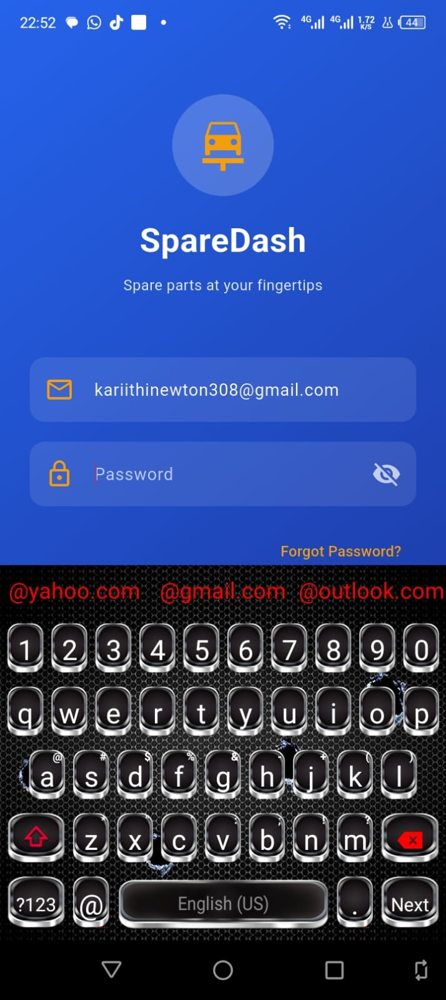 22:52 4G 4G 1.72 K/S 44
SpareDash
Spare parts at your fingertips
kariithinewton308@gmail.com
Password
Forgot Password?
@yahoo.com @gmail.com @outlook.com
1 2 3 4 5 6 7 8 9 0
q w e r t y u i o p
@ # $ % & - + ( )
a s d f g h j k l
* " ' : ; ! ?
z x c v b n m
?123 @ English (US) . Next